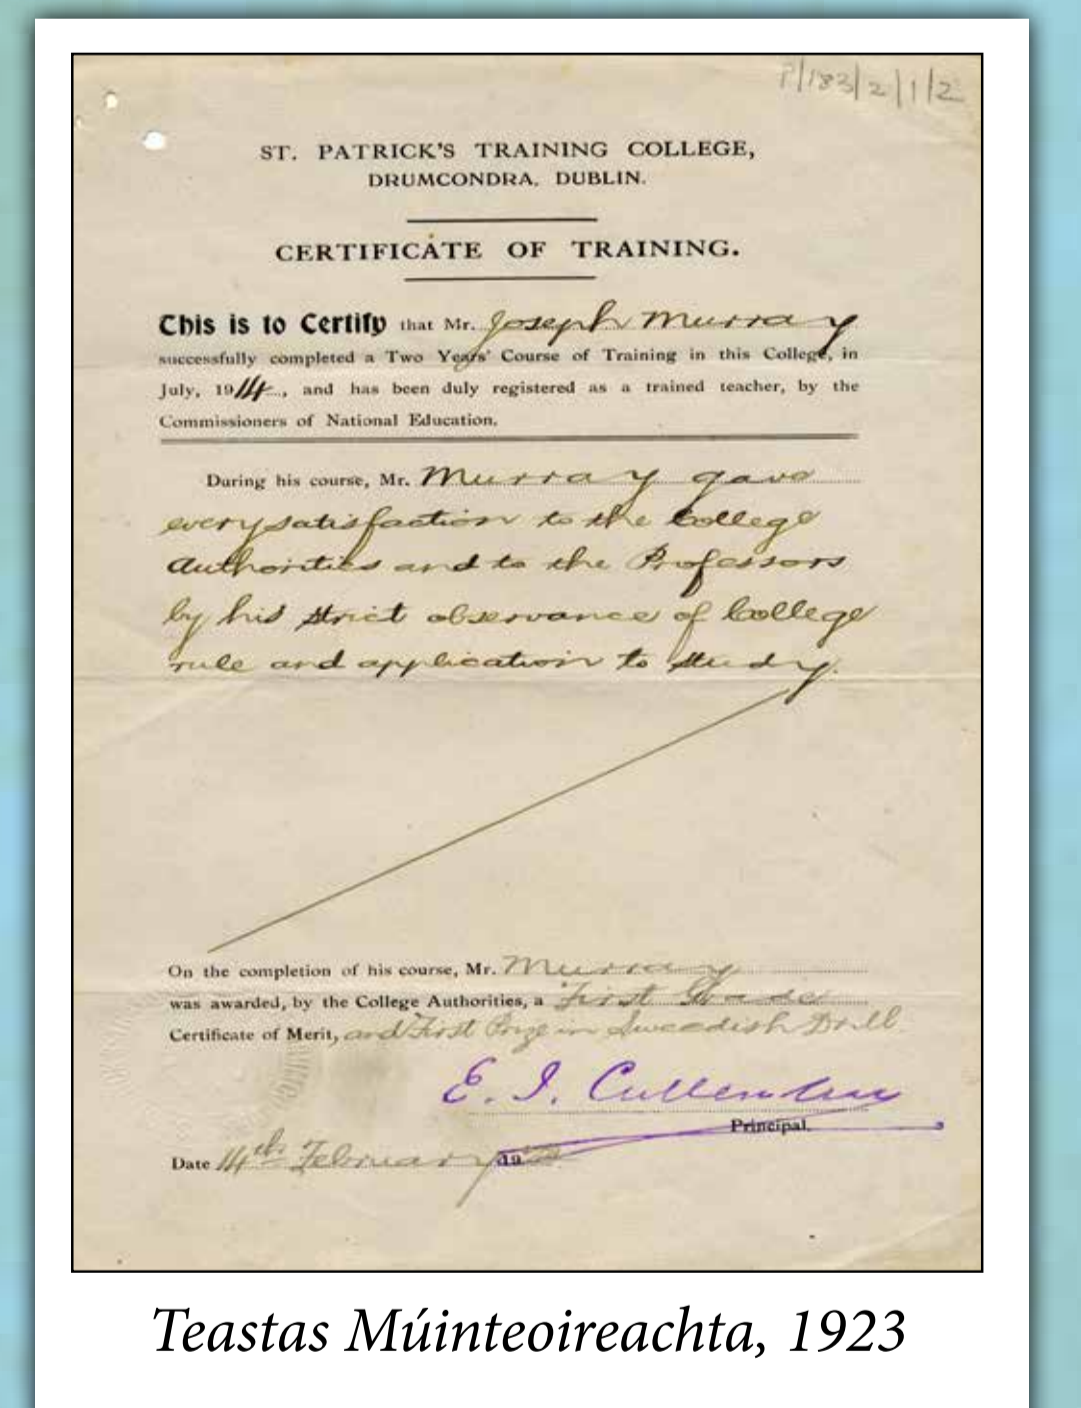 P/183/2/1/2
ST. PATRICK'S TRAINING COLLEGE,
DRUMCONDRA, DUBLIN.
CERTIFICATE OF TRAINING.
This is to Certify that Mr. Joseph Murray
successfully completed a Two Years' Course of Training in this College, in
July, 1914, and has been duly registered as a trained teacher, by the
Commissioners of National Education.
During his course, Mr. Murray gave
every satisfaction to the College
Authorities and to the Professors
by his strict observance of College
rule and application to study.
On the completion of his course, Mr. Murray
was awarded, by the College Authorities, a First Grade
Certificate of Merit, and First Prize in Sweedish Drill.
E. J. Cullen
Principal.
Date 14th February 19
Teastas Múinteoireachta, 1923